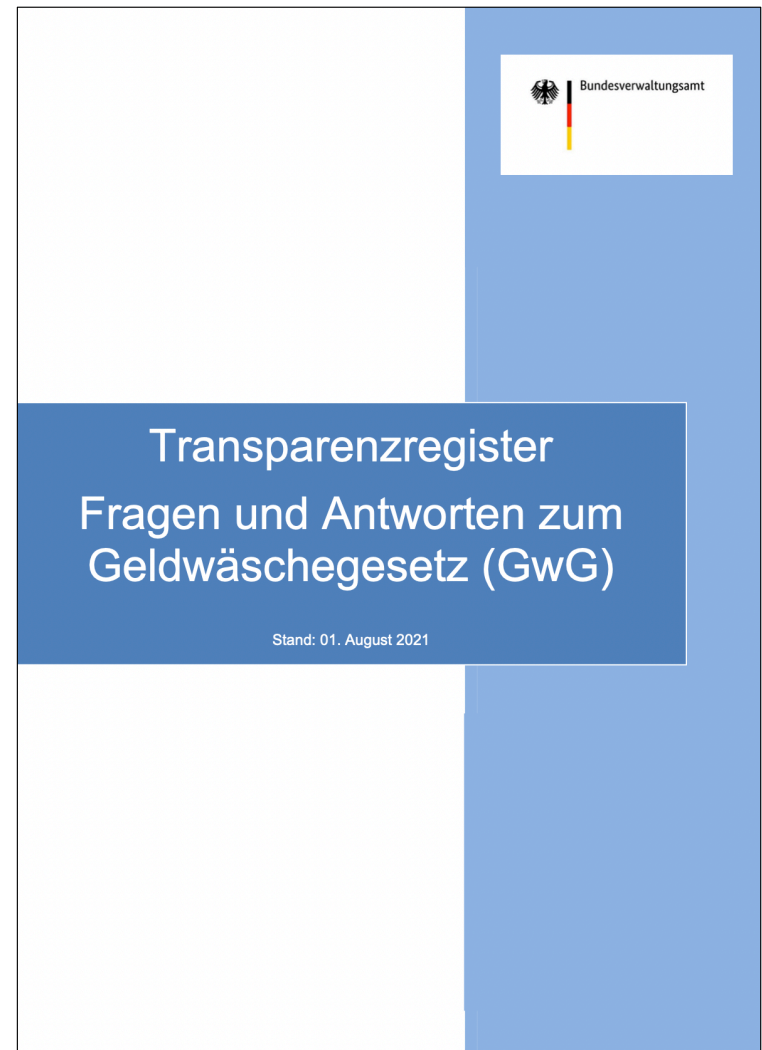 Bundesverwaltungsamt
Transparenzregister
Fragen und Antworten zum
Geldwäschegesetz (GwG)
Stand: 01. August 2021